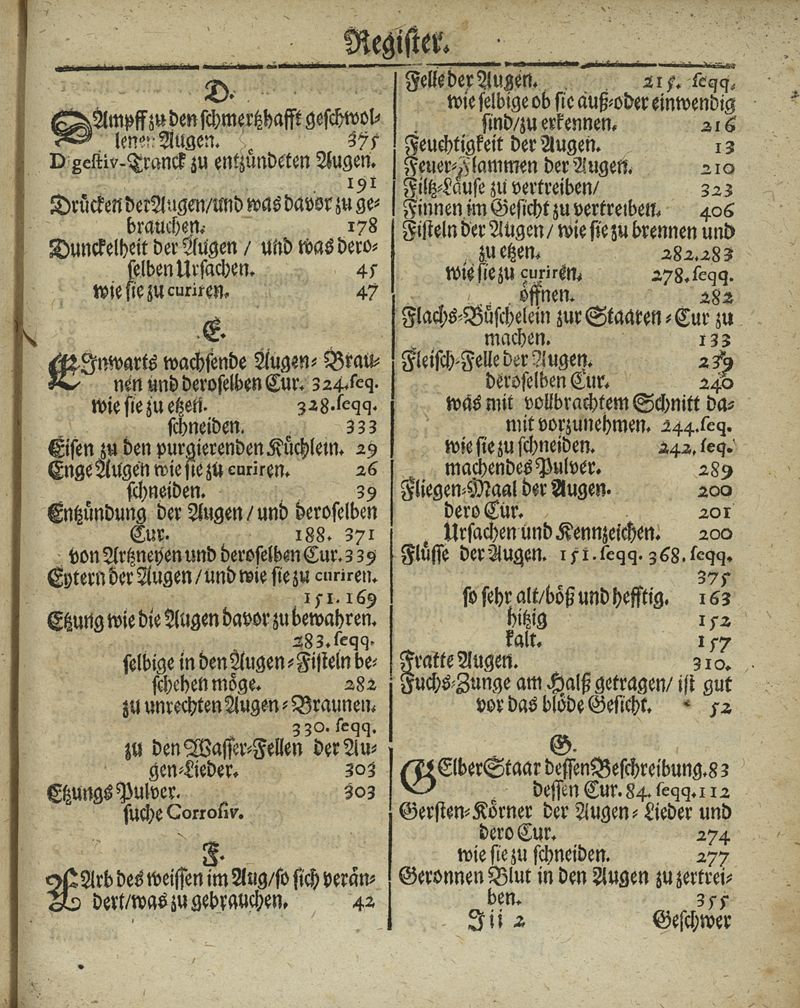 Register.
D.
DAmpff zu den schmertzhafft geschwol-
lenen Augen. 375
Digestiv-Tranck zu entzündeten Augen.
191
Drücken der Augen/und was davor zu ge-
brauchen. 178
Dunckelheit der Augen / und was dero-
selben Ursachen. 45
wie sie zu curiren. 47
E.
EInwarts wachsende Augen-Brau-
nen und deroselben Cur. 324.seq.
wie sie zu etzen. 328.seqq.
schneiden. 333
Eisen zu den purgierenden Küchlein. 29
Enge Augen wie sie zu curiren. 26
schneiden. 39
Entzündung der Augen / und deroselben
Cur. 188. 371
von Artzneyen und deroselben Cur. 339
Eytern der Augen / und wie sie zu curiren.
151. 169
Etzung wie die Augen davor zu bewahren.
283. seqq.
selbige in den Augen-Fisteln be-
schehen möge. 282
zu unrechten Augen-Braunen.
330. seqq.
zu den Wasser-Fellen der Au-
gen-Lieder. 303
Etzungs Pulver. 303
suche Corrosiv.
F.
FArb des weissen im Aug/so sich verän-
dert/was zu gebrauchen. 42
Felle der Augen. 215. seqq.
wie selbige ob sie auß-oder einwendig
sind/zu erkennen. 216
Feuchtigkeit der Augen. 13
Feuer-Flammen der Augen. 210
Filtz-Läuse zu vertreiben/ 323
Finnen im Gesicht zu vertreiben. 406
Fisteln der Augen / wie sie zu brennen und
zu etzen. 282.283
wie sie zu curiren. 278.seqq.
öffnen. 282
Flachs-Büschelein zur Staaren-Cur zu
machen. 133
Fleisch-Felle der Augen. 239
deroselben Cur. 240
was mit vollbrachtem Schnitt da-
mit vorzunehmen. 244.seq.
wie sie zu schneiden. 242. seq.
machendes Pulver. 289
Fliegen-Maal der Augen. 200
dero Cur. 201
Ursachen und Kennzeichen. 200
Flüsse der Augen. 151.seqq. 368.seqq.
375
so sehr alt/böß und hefftig. 163
hitzig 152
kalt. 157
Fratte Augen. 310.
Fuchs-Zunge am Halß getragen/ ist gut
vor das blöde Gesicht. 52
G.
GElber Staar dessen Beschreibung. 83
dessen Cur. 84. seqq. 112
Gersten-Körner der Augen-Lieder und
dero Cur. 274
wie sie zu schneiden. 277
Geronnen Blut in den Augen zu zertrei-
ben. 355
Iii 2 Geschwer